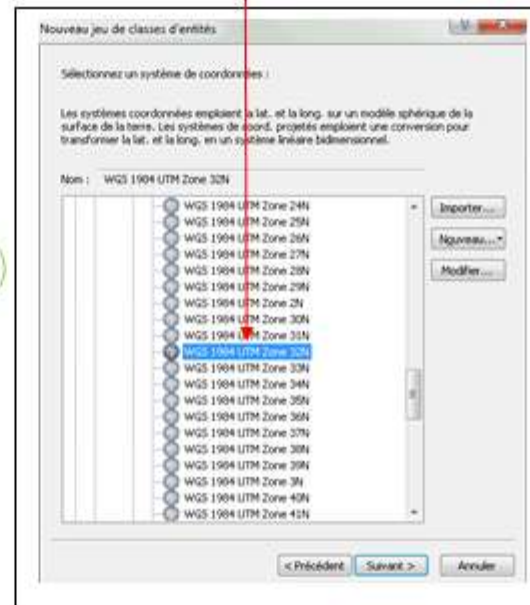 Nouveau jeu de classes d'entités
Sélectionnez un système de coordonnées :
Les systèmes coordonnées emploient la lat. et la long. sur un modèle sphérique de la
surface de la terre. Les systèmes de coord. projetés emploient une conversion pour
transformer la lat. et la long. en un système linéaire bidimensionnel.
Nom : WGS 1984 UTM Zone 32N
WGS 1984 UTM Zone 24N
WGS 1984 UTM Zone 25N
WGS 1984 UTM Zone 26N
WGS 1984 UTM Zone 27N
WGS 1984 UTM Zone 28N
WGS 1984 UTM Zone 29N
WGS 1984 UTM Zone 2N
WGS 1984 UTM Zone 30N
WGS 1984 UTM Zone 31N
WGS 1984 UTM Zone 32N
WGS 1984 UTM Zone 33N
WGS 1984 UTM Zone 34N
WGS 1984 UTM Zone 35N
WGS 1984 UTM Zone 36N
WGS 1984 UTM Zone 37N
WGS 1984 UTM Zone 38N
WGS 1984 UTM Zone 39N
WGS 1984 UTM Zone 3N
WGS 1984 UTM Zone 40N
WGS 1984 UTM Zone 41N
Importer...
Nouveau...
Modifier...
< Précédent Suivant > Annuler